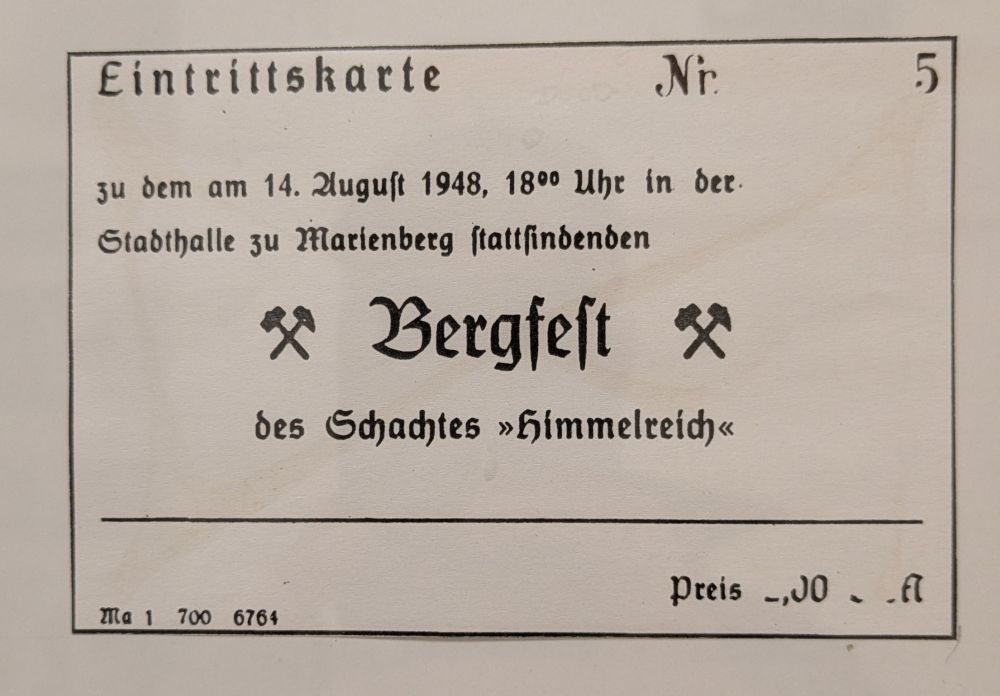 Eintrittskarte Nr. 5
zu dem am 14. August 1948, 18⁰⁰ Uhr in der
Stadthalle zu Marienberg stattfindenden
Bergfest
des Schachtes »Himmelreich«
Preis
Ma 1 700 6764